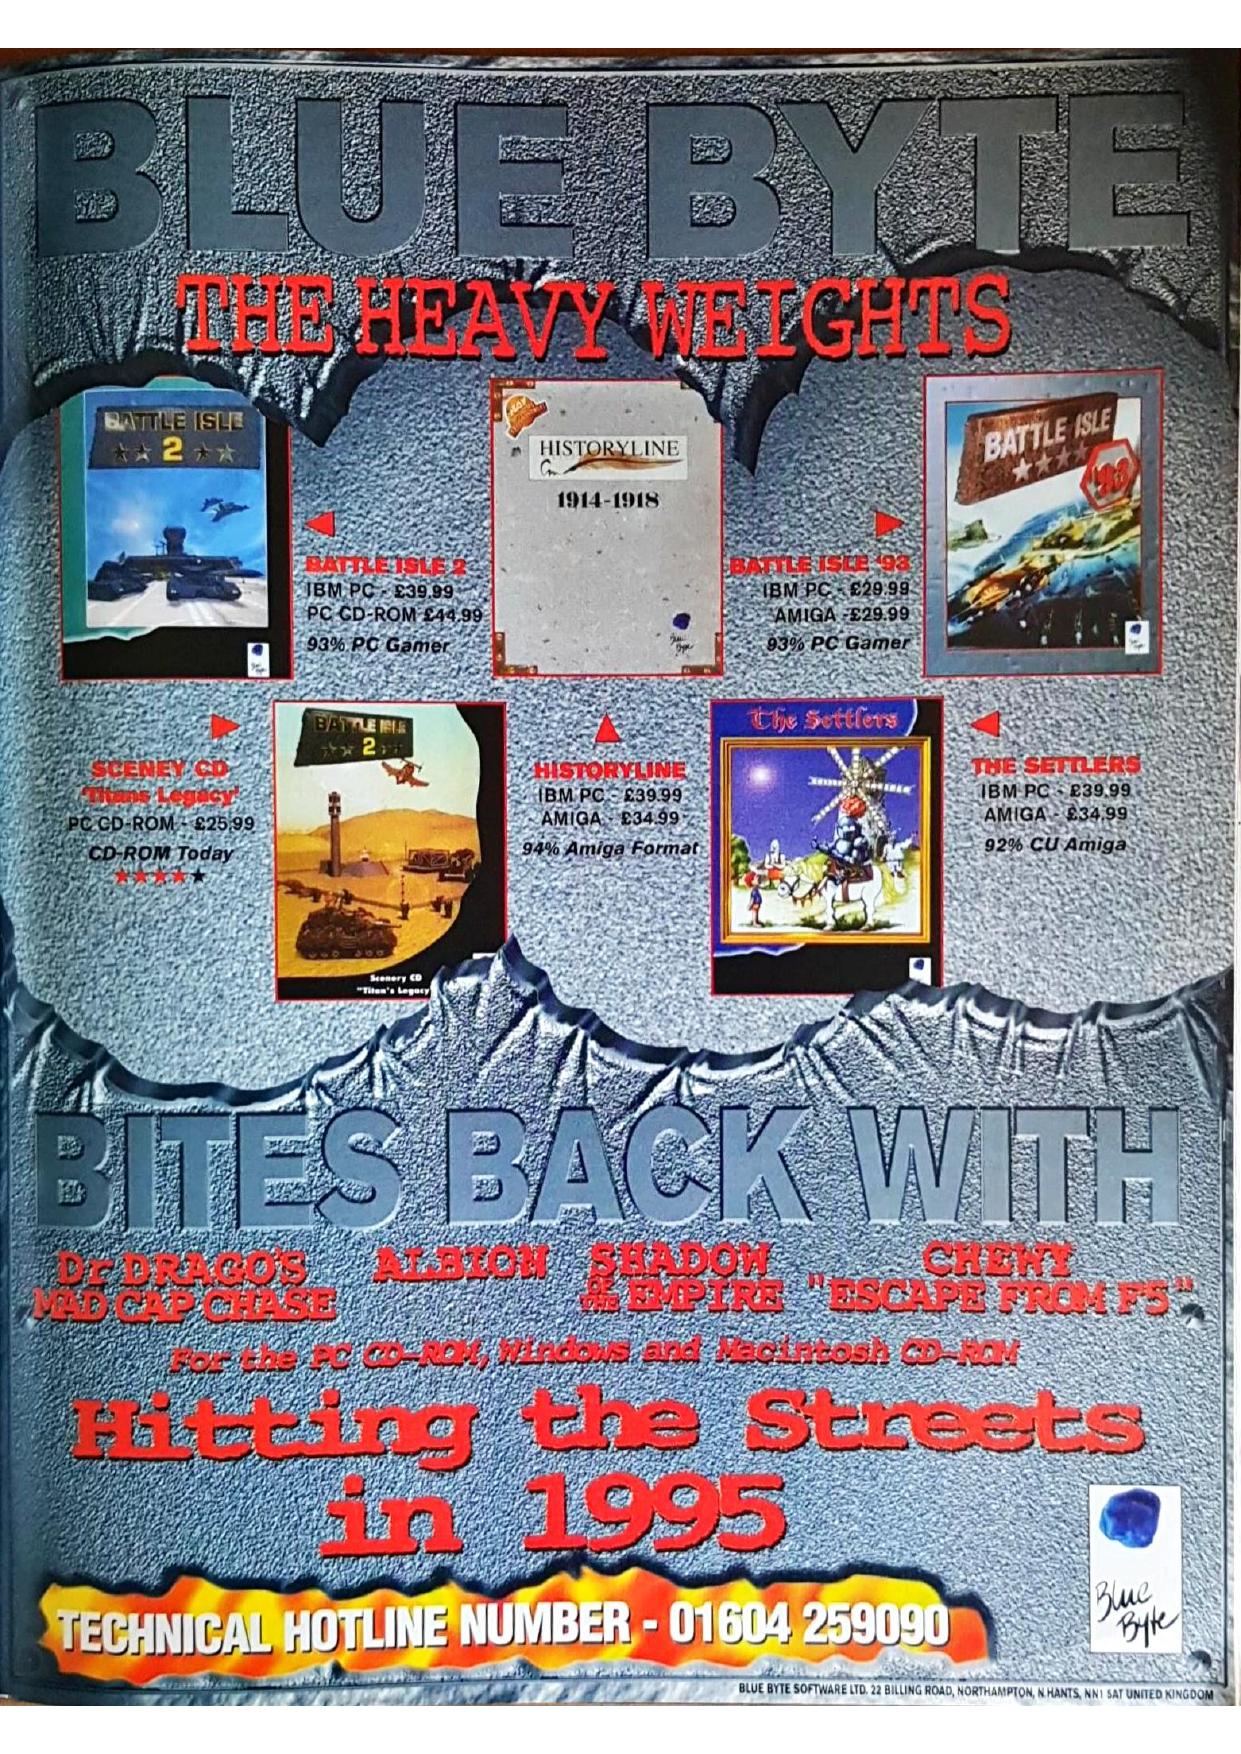 BLUE BYTE
THE HEAVY WEIGHTS
BATTLE ISLE
2
HISTORYLINE
1914-1918
Blue
Byte
BATTLE ISLE
'93
BATTLE ISLE 2
IBM PC - £39.99
PC CD-ROM £44.99
93% PC Gamer
BATTLE ISLE '93
IBM PC - £29.99
AMIGA - £29.99
93% PC Gamer
SCENEY CD
'Titans Legacy'
PC CD-ROM - £25.99
CD-ROM Today
★★★★★
BATTLE ISLE
2
Scenery CD
"Titan's Legacy
HISTORYLINE
IBM PC - £39.99
AMIGA - £34.99
94% Amiga Format
The Settlers
THE SETTLERS
IBM PC - £39.99
AMIGA - £34.99
92% CU Amiga
BITES BACK WITH
Dr DRAGO'S
MAD CAP CHASE
ALBION
SHADOW
OF THE EMPIRE
CHEWY
"ESCAPE FROM F5"
For the PC CD-ROM, Windows and Macintosh CD-ROM
Hitting the Streets
in 1995
TECHNICAL HOTLINE NUMBER - 01604 259090
Blue
Byte
BLUE BYTE SOFTWARE LTD. 22 BILLING ROAD, NORTHAMPTON, N.HANTS, NN1 5AT UNITED KINGDOM